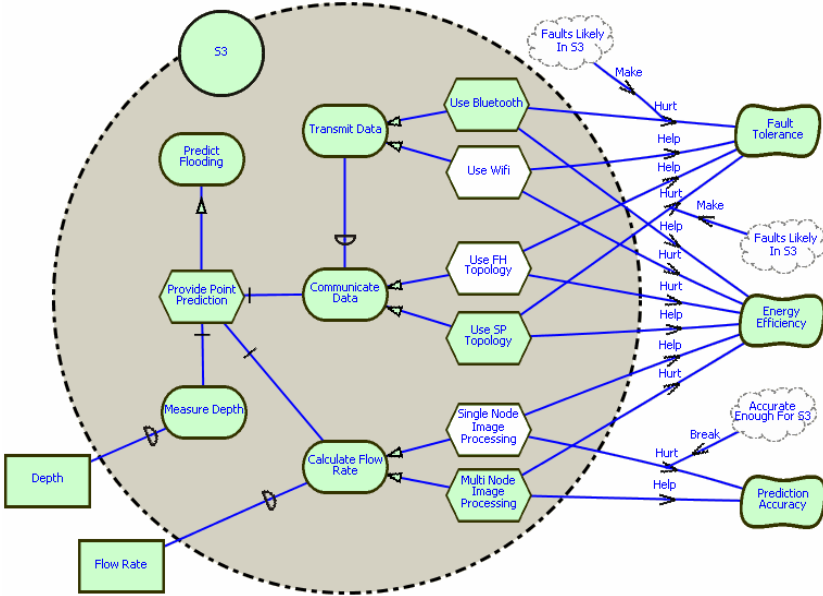 Faults Likely
In S3
S3
Make
Use Bluetooth
Hurt
Transmit Data
Fault
Tolerance
Predict
Flooding
Help
Use Wifi
Help
Hurt
Make
Help
Faults Likely
In S3
Hurt
Use FH
Topology
Provide Point
Prediction
Communicate
Data
Hurt
Energy
Efficiency
Help
Use SP
Topology
Help
Hurt
Measure Depth
Single Node
Image
Processing
Accurate
Enough For S3
Break
Hurt
Calculate Flow
Rate
Depth
Multi Node
Image
Processing
Help
Prediction
Accuracy
Flow Rate